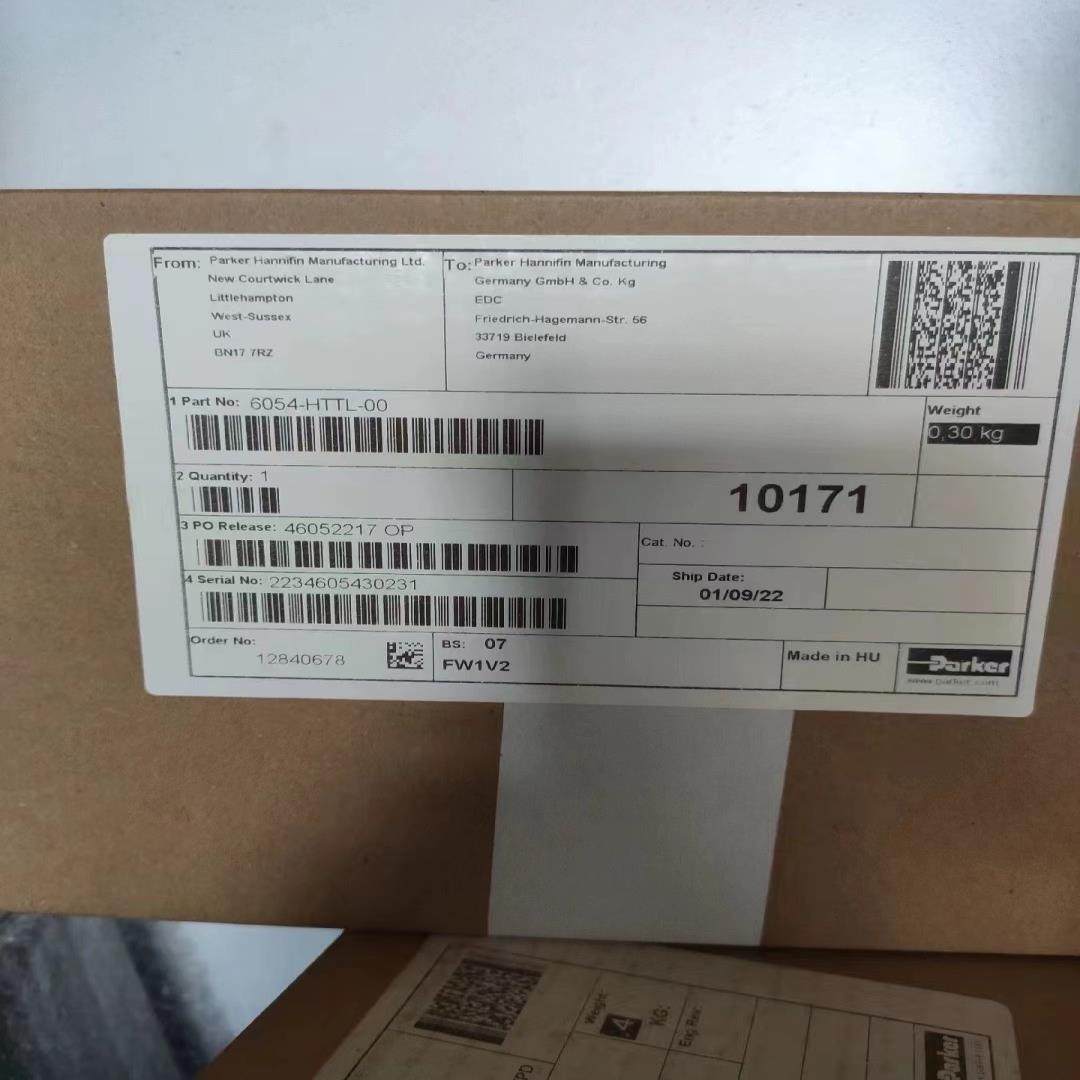 From: Parker Hannifin Manufacturing Ltd.
New Courtwick Lane
Littlehampton
West-Sussex
UK
BN17 7RZ
To: Parker Hannifin Manufacturing
Germany GmbH & Co. Kg
EDC
Friedrich-Hagemann-Str. 56
33719 Bielefeld
Germany
1 Part No: 6054-HTTL-00
Weight
0,30 kg
2 Quantity: 1
10171
3 PO Release: 46052217 OP
Cat. No. :
4 Serial No: 2234605430231
Ship Date:
01/09/22
Order No:
12840678
BS: 07
FW1V2
Made in HU
Parker
www.parker.com
Weight:
4
KG:
Eng.Rev:
Parker